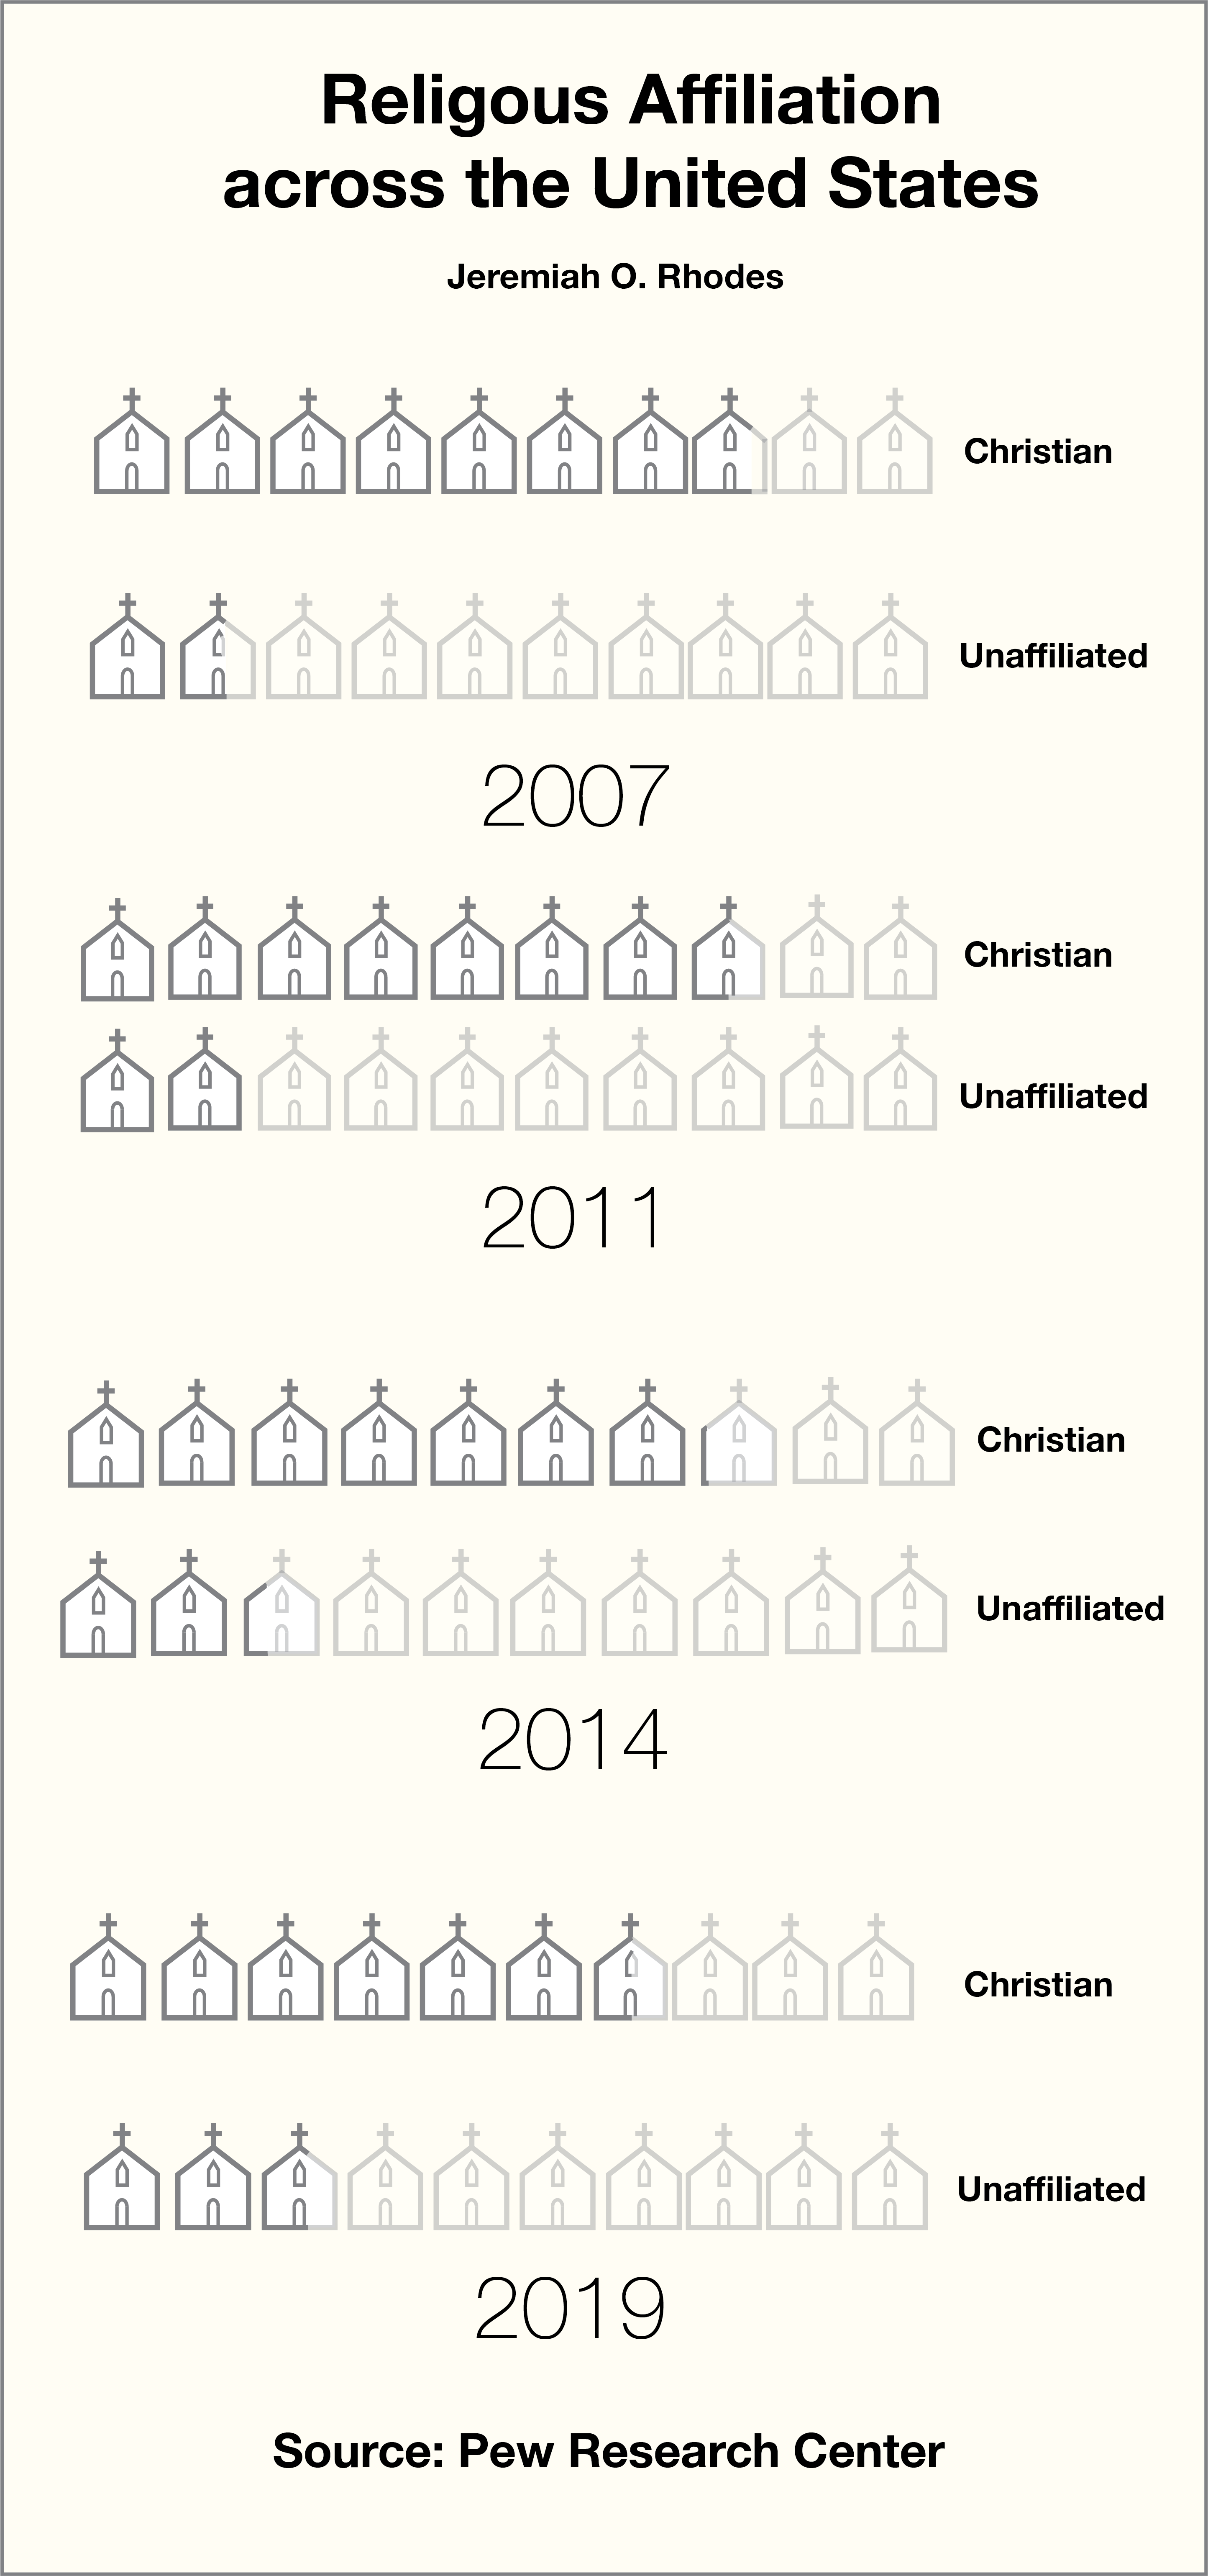 Religous Affiliation
across the United States
Jeremiah O. Rhodes
Christian
Unaffiliated
2007
Christian
Unaffiliated
2011
Christian
Unaffiliated
2014
Christian
Unaffiliated
2019
Source: Pew Research Center